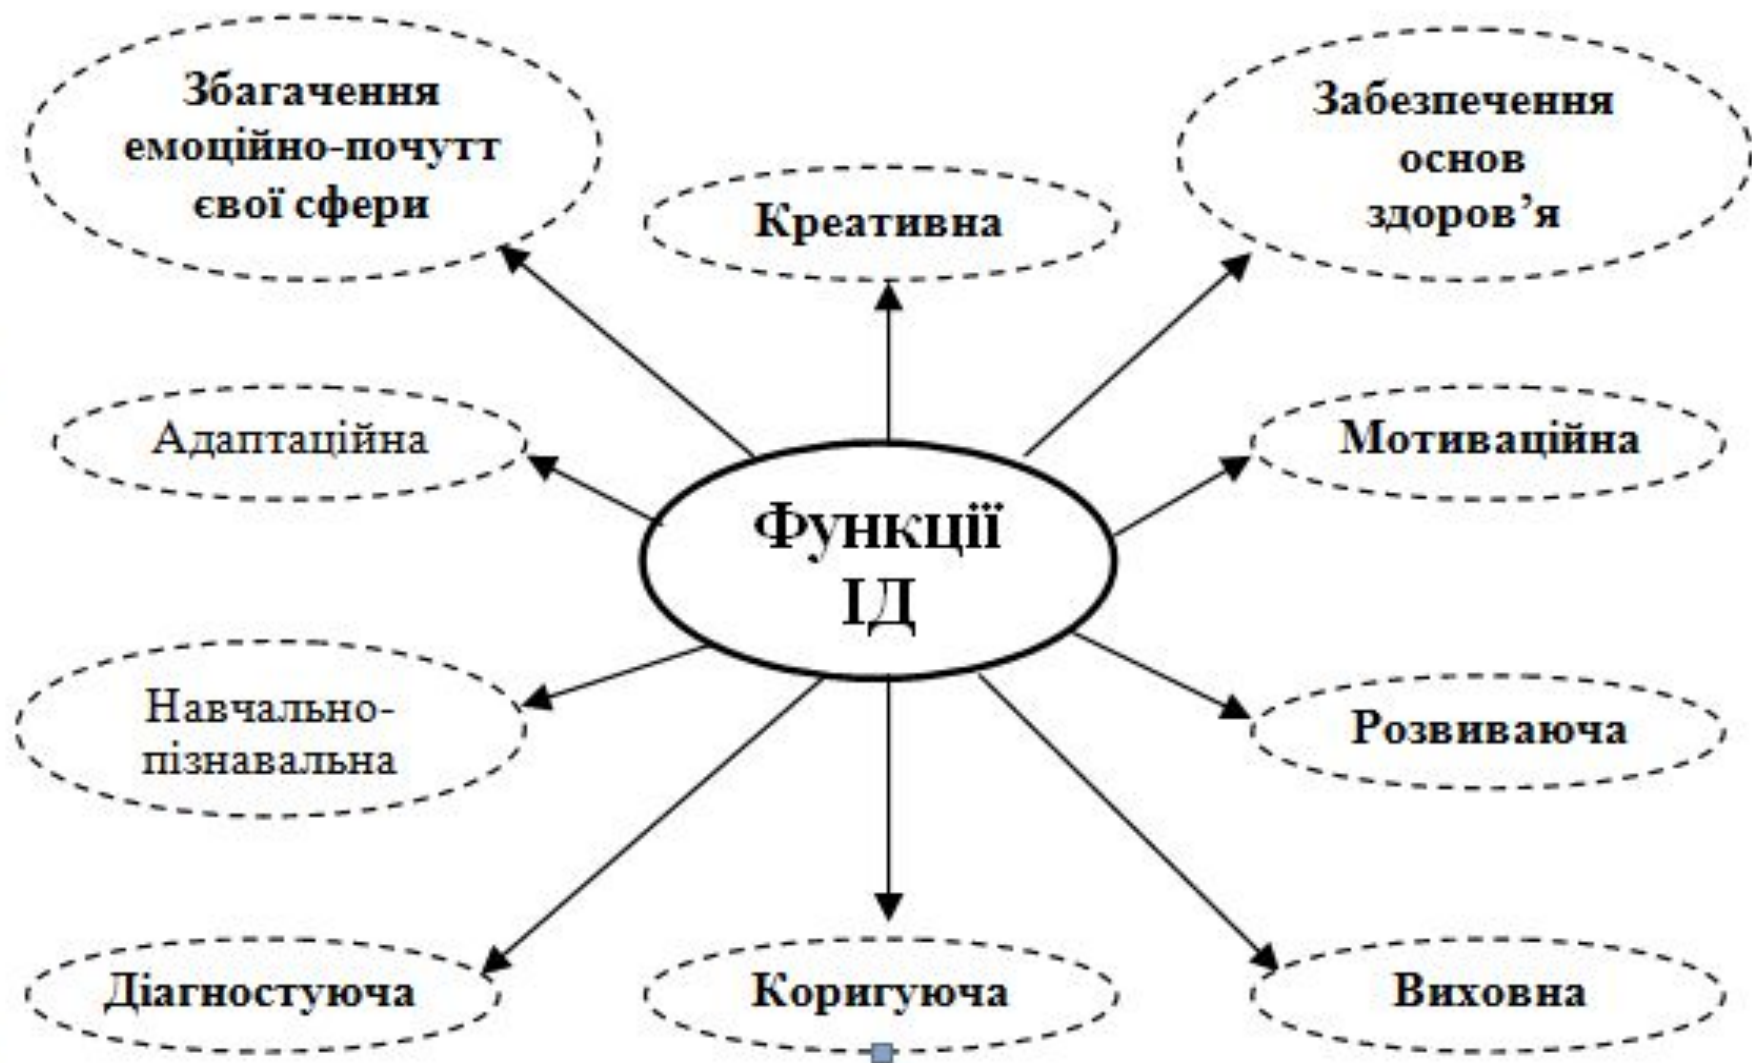 Збагачення
емоційно-почутт
євої сфери
Креативна
Забезпечення
основ
здоров’я
Адаптаційна
Мотиваційна
Функції
ІД
Навчально-
пізнавальна
Розвиваюча
Діагностуюча
Коригуюча
Виховна